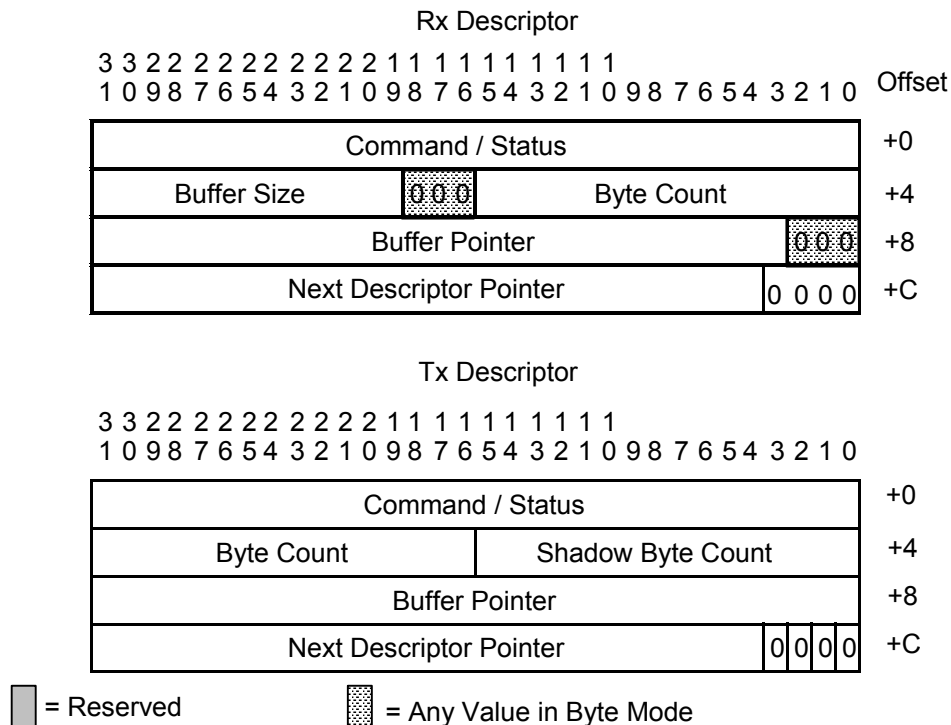 Rx Descriptor
3 3 2 2 2 2 2 2 2 2 2 2 1 1 1 1 1 1 1 1 1 1
1 0 9 8 7 6 5 4 3 2 1 0 9 8 7 6 5 4 3 2 1 0 9 8 7 6 5 4 3 2 1 0 Offset
Command / Status +0
Buffer Size 0 0 0 Byte Count +4
Buffer Pointer 0 0 0 +8
Next Descriptor Pointer 0 0 0 0 +C
Tx Descriptor
3 3 2 2 2 2 2 2 2 2 2 2 1 1 1 1 1 1 1 1 1 1
1 0 9 8 7 6 5 4 3 2 1 0 9 8 7 6 5 4 3 2 1 0 9 8 7 6 5 4 3 2 1 0
Command / Status +0
Byte Count Shadow Byte Count +4
Buffer Pointer +8
Next Descriptor Pointer 0 0 0 0 +C
= Reserved = Any Value in Byte Mode